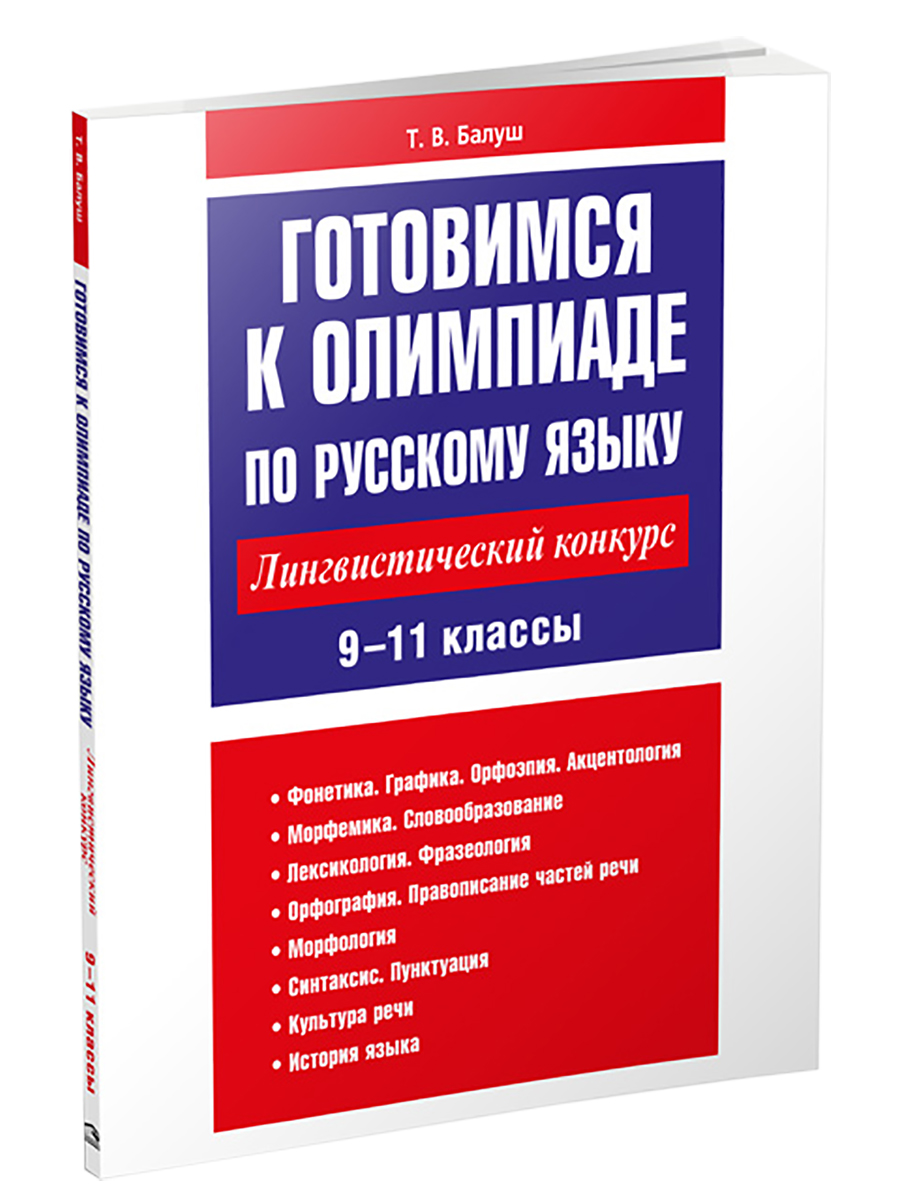 Т. В. Балуш
ГОТОВИМСЯ
К ОЛИМПИАДЕ
ПО РУССКОМУ ЯЗЫКУ
Лингвистический конкурс
9–11 классы
• Фонетика. Графика. Орфоэпия. Акцентология
• Морфемика. Словообразование
• Лексикология. Фразеология
• Орфография. Правописание частей речи
• Морфология
• Синтаксис. Пунктуация
• Культура речи
• История языка
Т. В. Балуш
ГОТОВИМСЯ К ОЛИМПИАДЕ ПО РУССКОМУ ЯЗЫКУ
Лингвистический
конкурс
9–11 классы